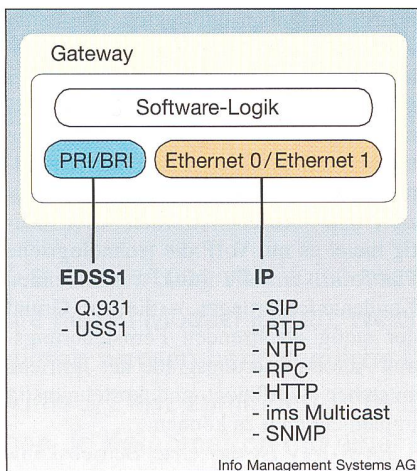 Gateway
Software-Logik
PRI/BRI
Ethernet 0/Ethernet 1
EDSS1
- Q.931
- USS1
IP
- SIP
- RTP
- NTP
- RPC
- HTTP
- ims Multicast
- SNMP
Info Management Systems AG